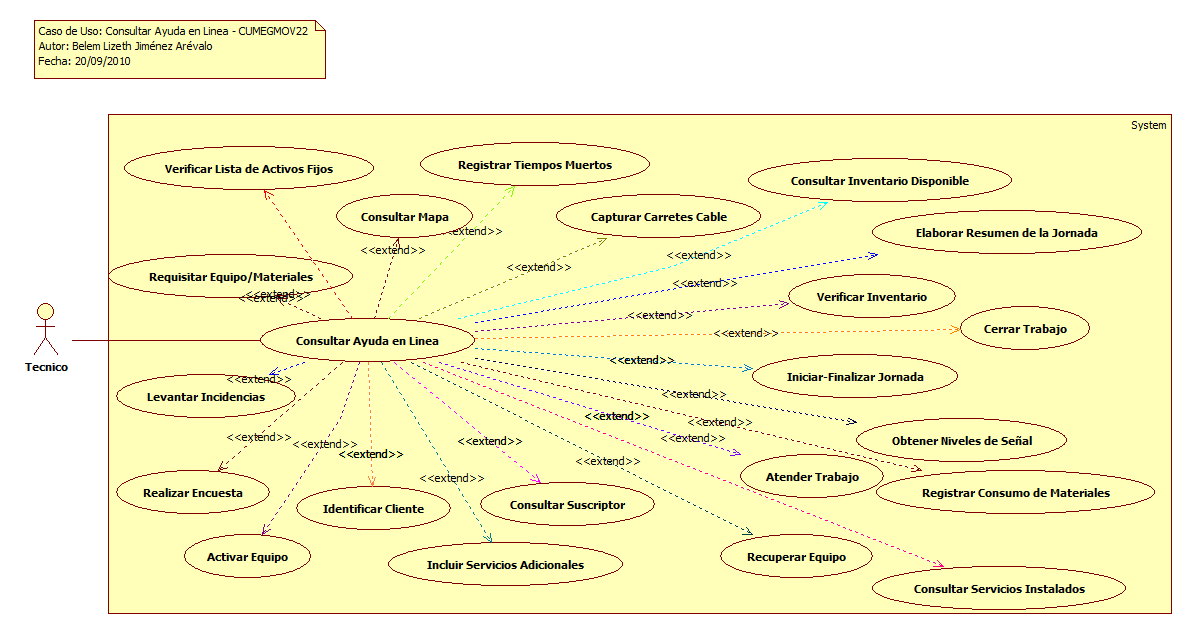 Caso de Uso: Consultar Ayuda en Linea - CUMEGMOV22
Autor: Belem Lizeth Jiménez Arévalo
Fecha: 20/09/2010
System
Verificar Lista de Activos Fijos
Registrar Tiempos Muertos
Consultar Inventario Disponible
Consultar Mapa
Capturar Carretes Cable
Elaborar Resumen de la Jornada
extend>>
<<extend>>
<<extend>>
<<extend>>
Requisitar Equipo/Materiales
<<extend>>
<<extend>>
<<extend>>
Verificar Inventario
<<extend>>
<<extend>>
Cerrar Trabajo
Consultar Ayuda en Linea
<<extend>>
Tecnico
<<extend>>
Iniciar-Finalizar Jornada
<<extend>>
Levantar Incidencias
<<extend>>
<<extend>>
<<extend>>
<<extend>>
<<extend>>
<<extend>>
Obtener Niveles de Señal
<<extend>>
<<extend>>
<<extend>>
Atender Trabajo
<<extend>>
Realizar Encuesta
Registrar Consumo de Materiales
Identificar Cliente
Consultar Suscriptor
Activar Equipo
Incluir Servicios Adicionales
Recuperar Equipo
Consultar Servicios Instalados